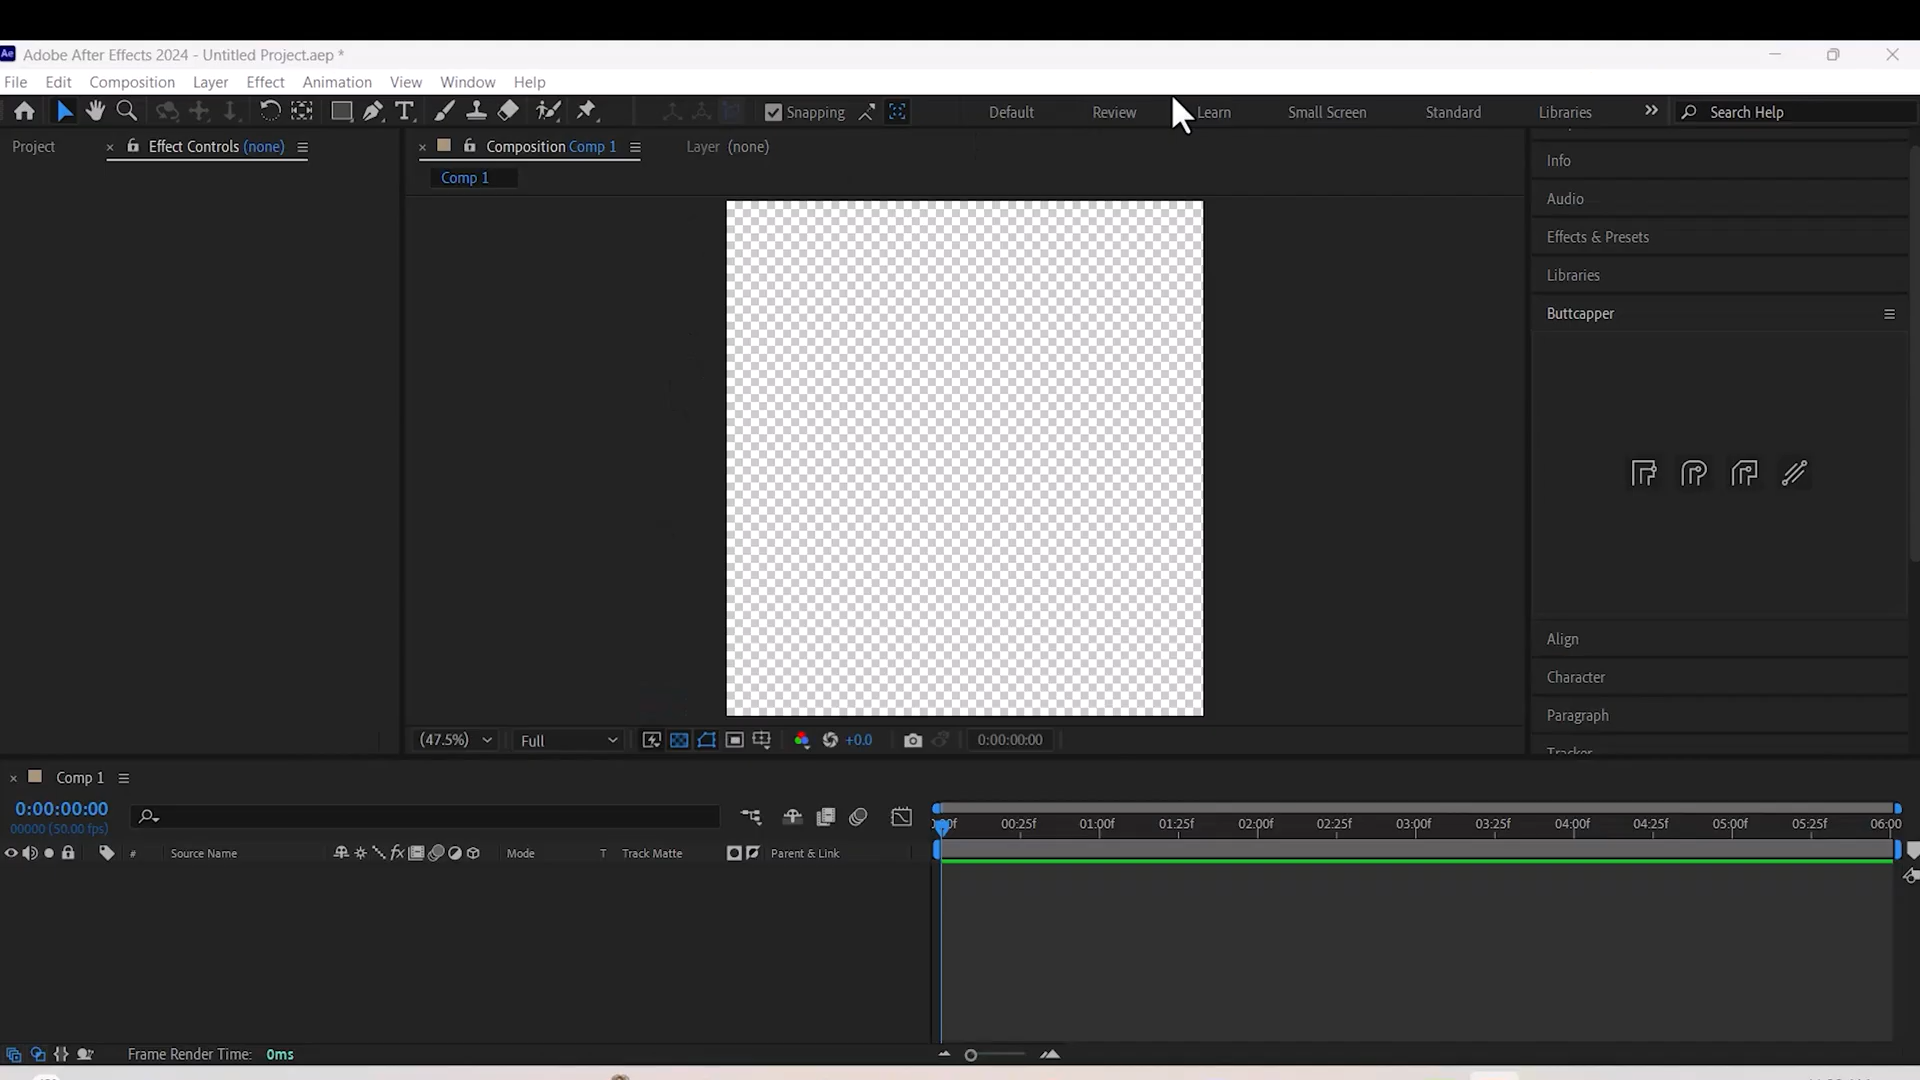 Ae Adobe After Effects 2024 - Untitled Project.aep *
File Edit Composition Layer Effect Animation View Window Help
Snapping Default Review Learn Small Screen Standard Libraries Search Help
Project Effect Controls (none) Composition Comp 1 Layer (none)
Comp 1
Info
Audio
Effects & Presets
Libraries
Buttcapper
Align
Character
Paragraph
Tracker
(47.5%) Full +0.0 0:00:00:00
Comp 1
0:00:00:00
00000 (50.00 fps)
00:25f 01:00f 01:25f 02:00f 02:25f 03:00f 03:25f 04:00f 04:25f 05:00f 05:25f 06:00
# Source Name fx Mode T Track Matte Parent & Link
Frame Render Time: 0ms